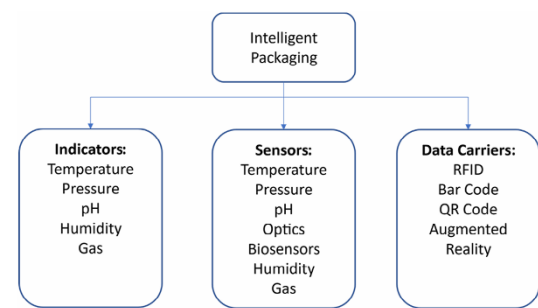 Intelligent
Packaging
Indicators:
Temperature
Pressure
pH
Humidity
Gas
Sensors:
Temperature
Pressure
pH
Optics
Biosensors
Humidity
Gas
Data Carriers:
RFID
Bar Code
QR Code
Augmented
Reality